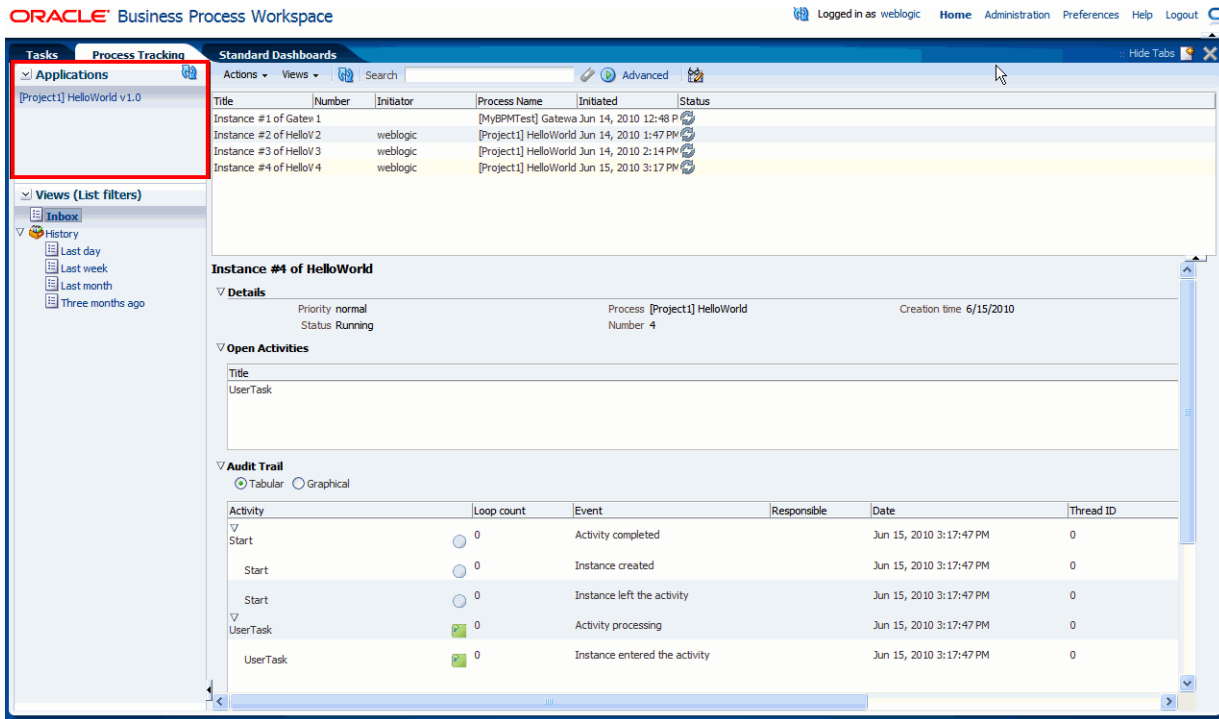 ORACLE Business Process Workspace
Logged in as weblogic Home Administration Preferences Help Logout
Tasks Process Tracking Standard Dashboards Hide Tabs
Applications
[Project1] HelloWorld v1.0
Views (List filters)
Inbox
History
Last day
Last week
Last month
Three months ago
Actions Views Search Advanced
Title Number Initiator Process Name Initiated Status
Instance #1 of Gatew 1 [MyBPMTest] Gatewa Jun 14, 2010 12:48 P
Instance #2 of HelloW 2 weblogic [Project1] HelloWorld Jun 14, 2010 1:47 PM
Instance #3 of HelloW 3 weblogic [Project1] HelloWorld Jun 14, 2010 2:14 PM
Instance #4 of HelloW 4 weblogic [Project1] HelloWorld Jun 15, 2010 3:17 PM
Instance #4 of HelloWorld
Details
Priority normal Process [Project1] HelloWorld Creation time 6/15/2010
Status Running Number 4
Open Activities
Title
UserTask
Audit Trail
Tabular Graphical
Activity Loop count Event Responsible Date Thread ID
Start 0 Activity completed Jun 15, 2010 3:17:47 PM 0
Start 0 Instance created Jun 15, 2010 3:17:47 PM 0
Start 0 Instance left the activity Jun 15, 2010 3:17:47 PM 0
UserTask 0 Activity processing Jun 15, 2010 3:17:47 PM 0
UserTask 0 Instance entered the activity Jun 15, 2010 3:17:47 PM 0